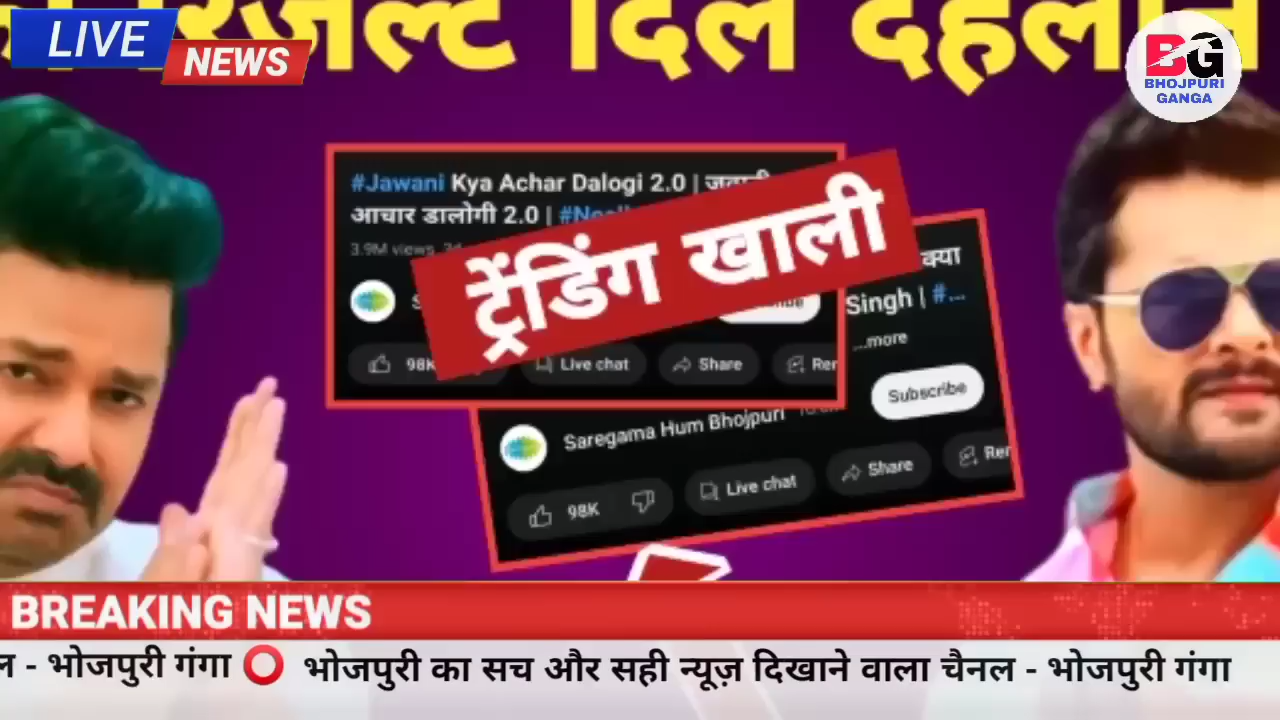 LIVE
NEWS
रिजल्ट दिल
BG
BHOJPURI
GANGA
#Jawani Kya Achar Dalogi 2.0 |
आचार डालोगी 2.0 |
3.9M views
ट्रेंडिंग खाली
98K
Live chat
Share
क्या
Singh | #...
...more
Subscribe
Saregama Hum Bhojpuri
98K
Live chat
Share
BREAKING NEWS
- भोजपुरी गंगा ⭕ भोजपुरी का सच और सही न्यूज़ दिखाने वाला चैनल - भोजपुरी गंगा